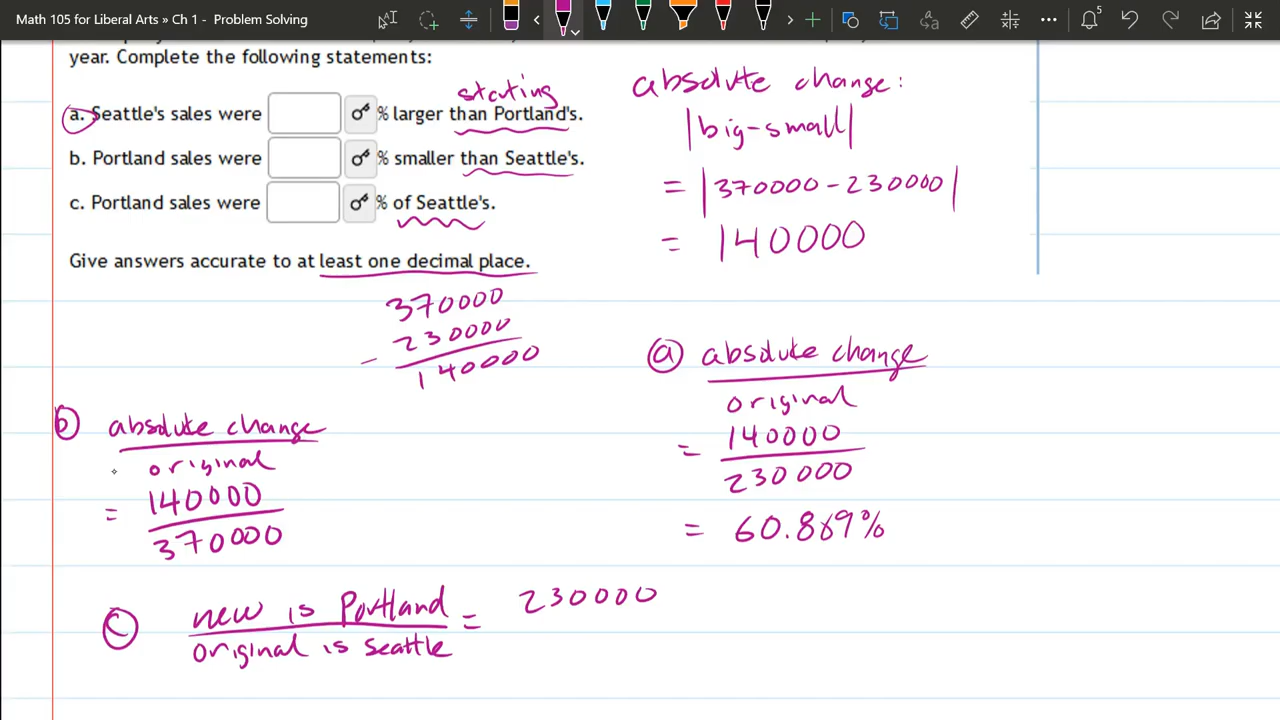 Math 105 for Liberal Arts » Ch 1 - Problem Solving
5
year. Complete the following statements:
starting
a. Seattle's sales were % larger than Portland's.
b. Portland sales were % smaller than Seattle's.
c. Portland sales were % of Seattle's.
Give answers accurate to at least one decimal place.
370000
- 230000
140000
absolute change:
|big-small|
= |370000-230000|
= 140000
a absolute change
original
= 140000
230000
= 60.869%
b absolute change
original
= 140000
370000
c new is Portland = 230000
original is seattle